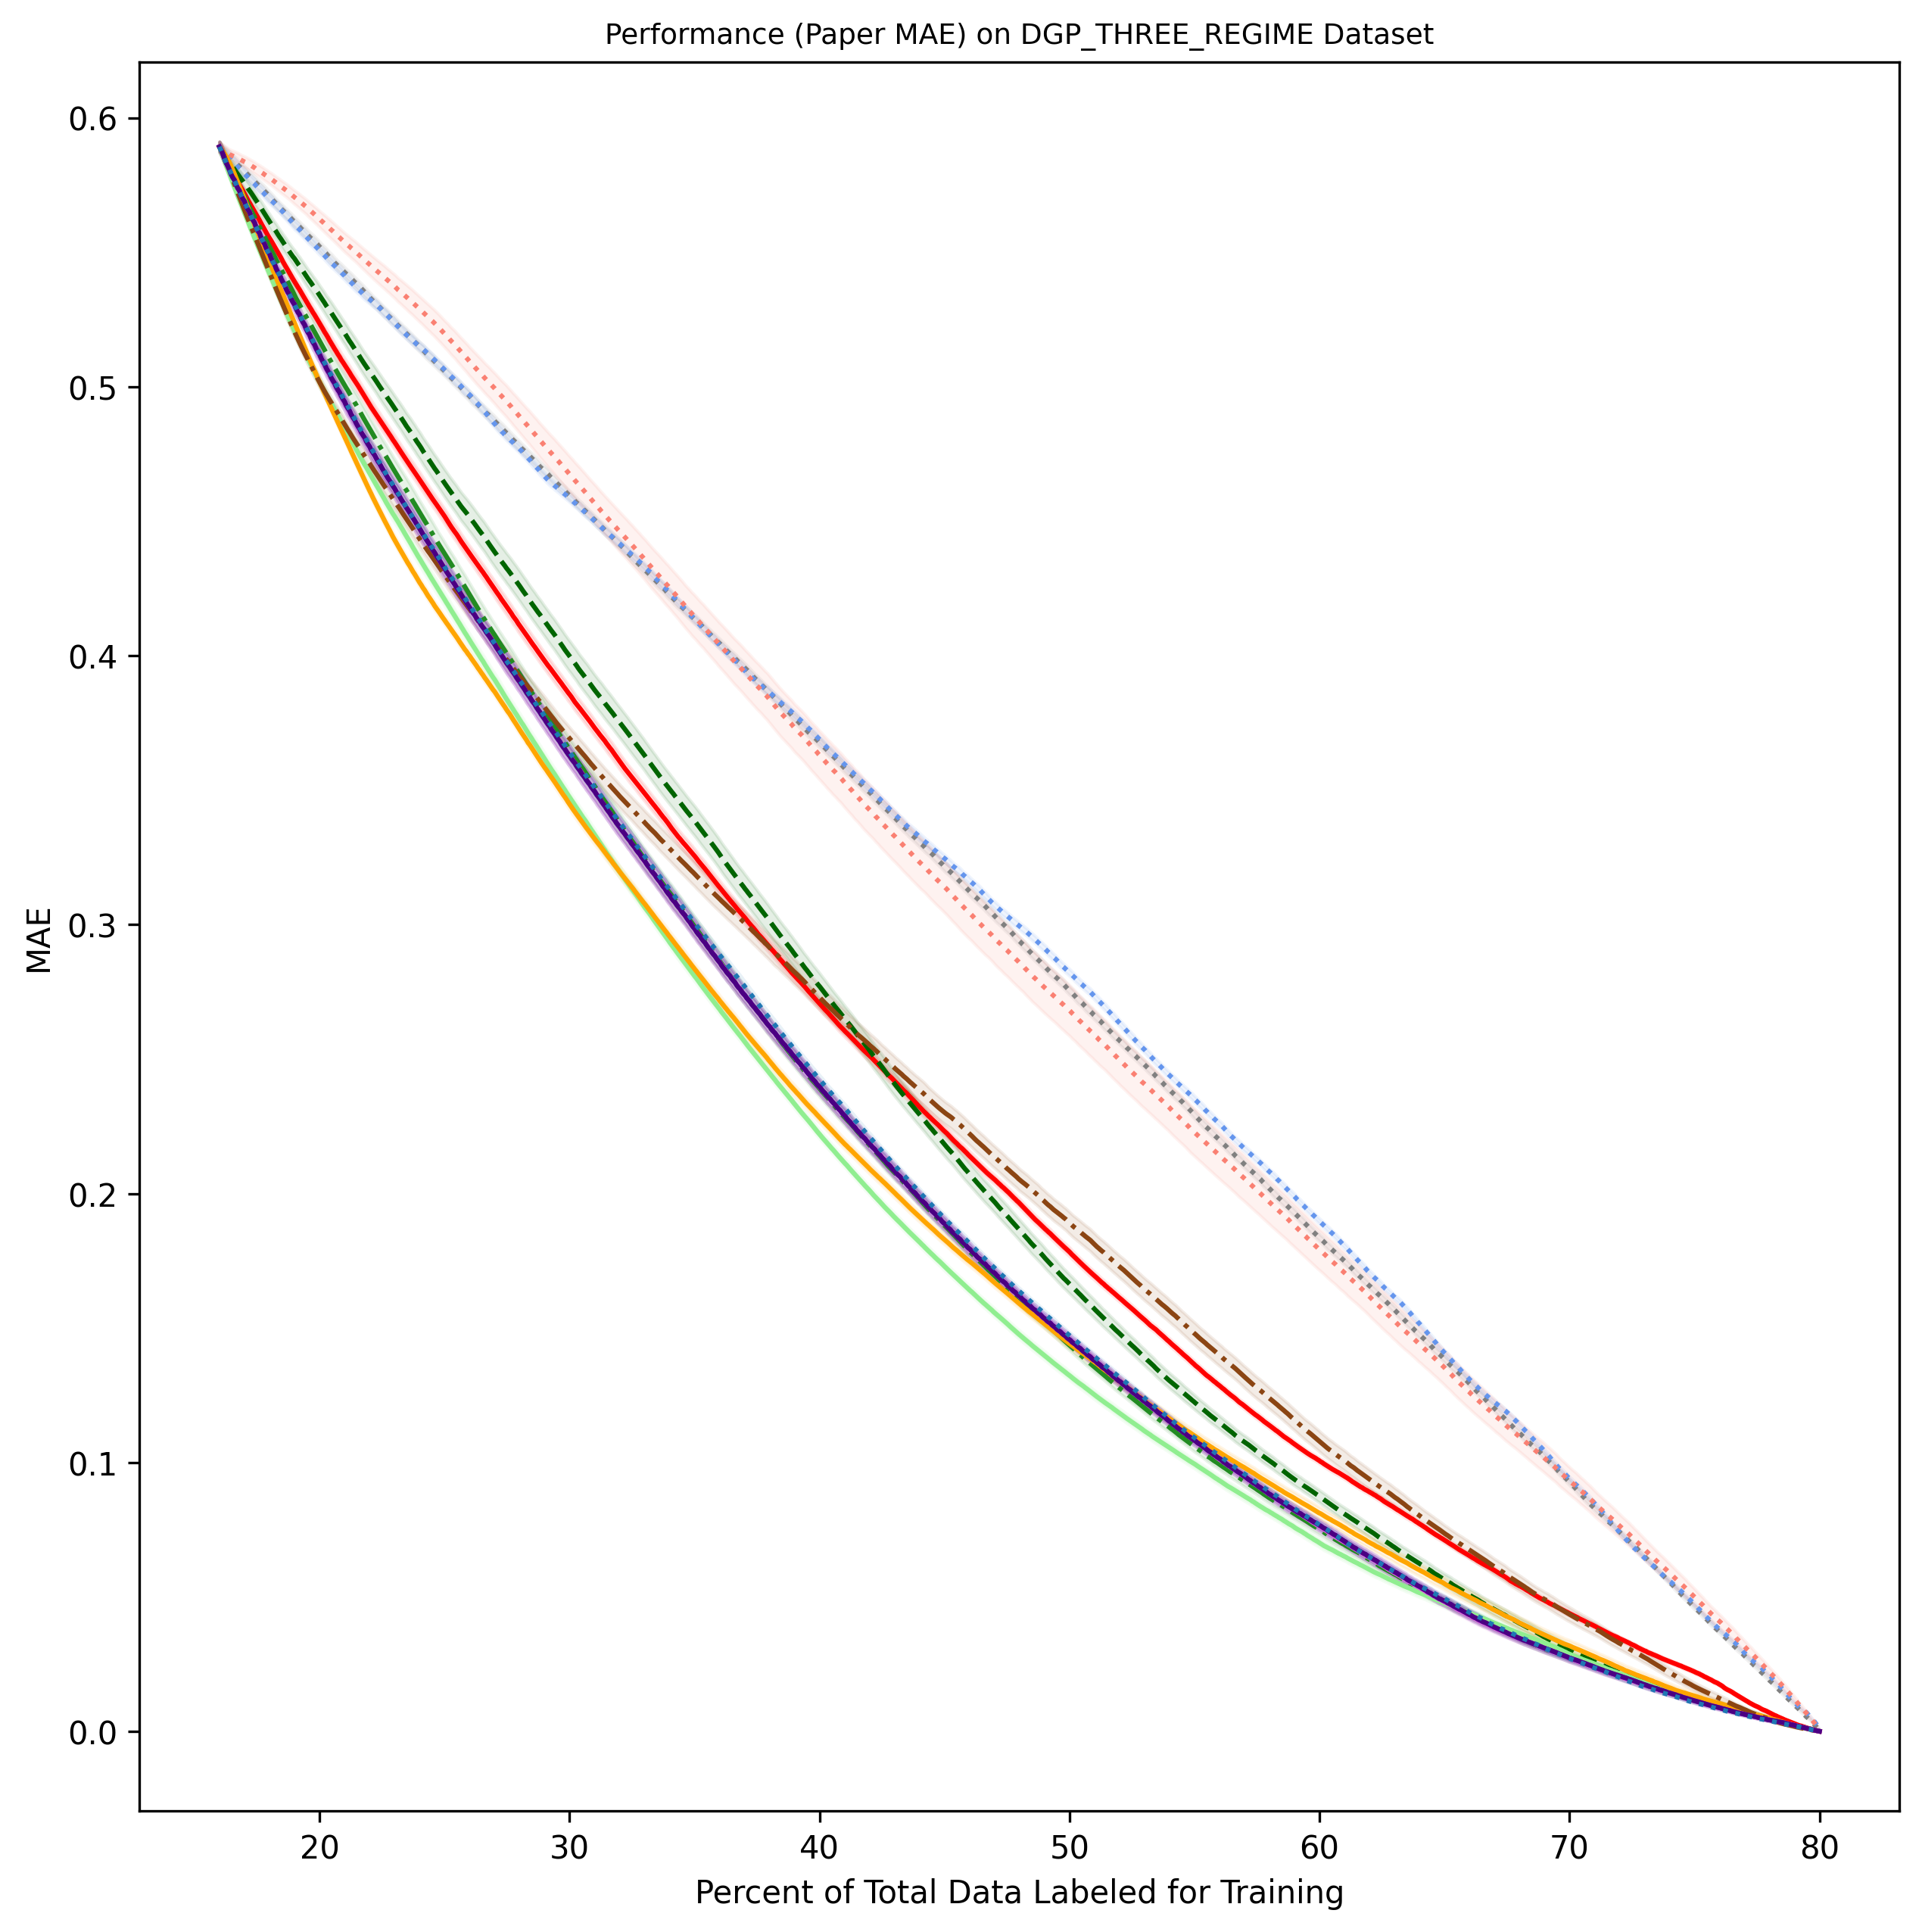 Performance (Paper MAE) on DGP_THREE_REGIME Dataset
0.6
0.5
0.4
0.3
0.2
0.1
0.0
MAE
20 30 40 50 60 70 80
Percent of Total Data Labeled for Training